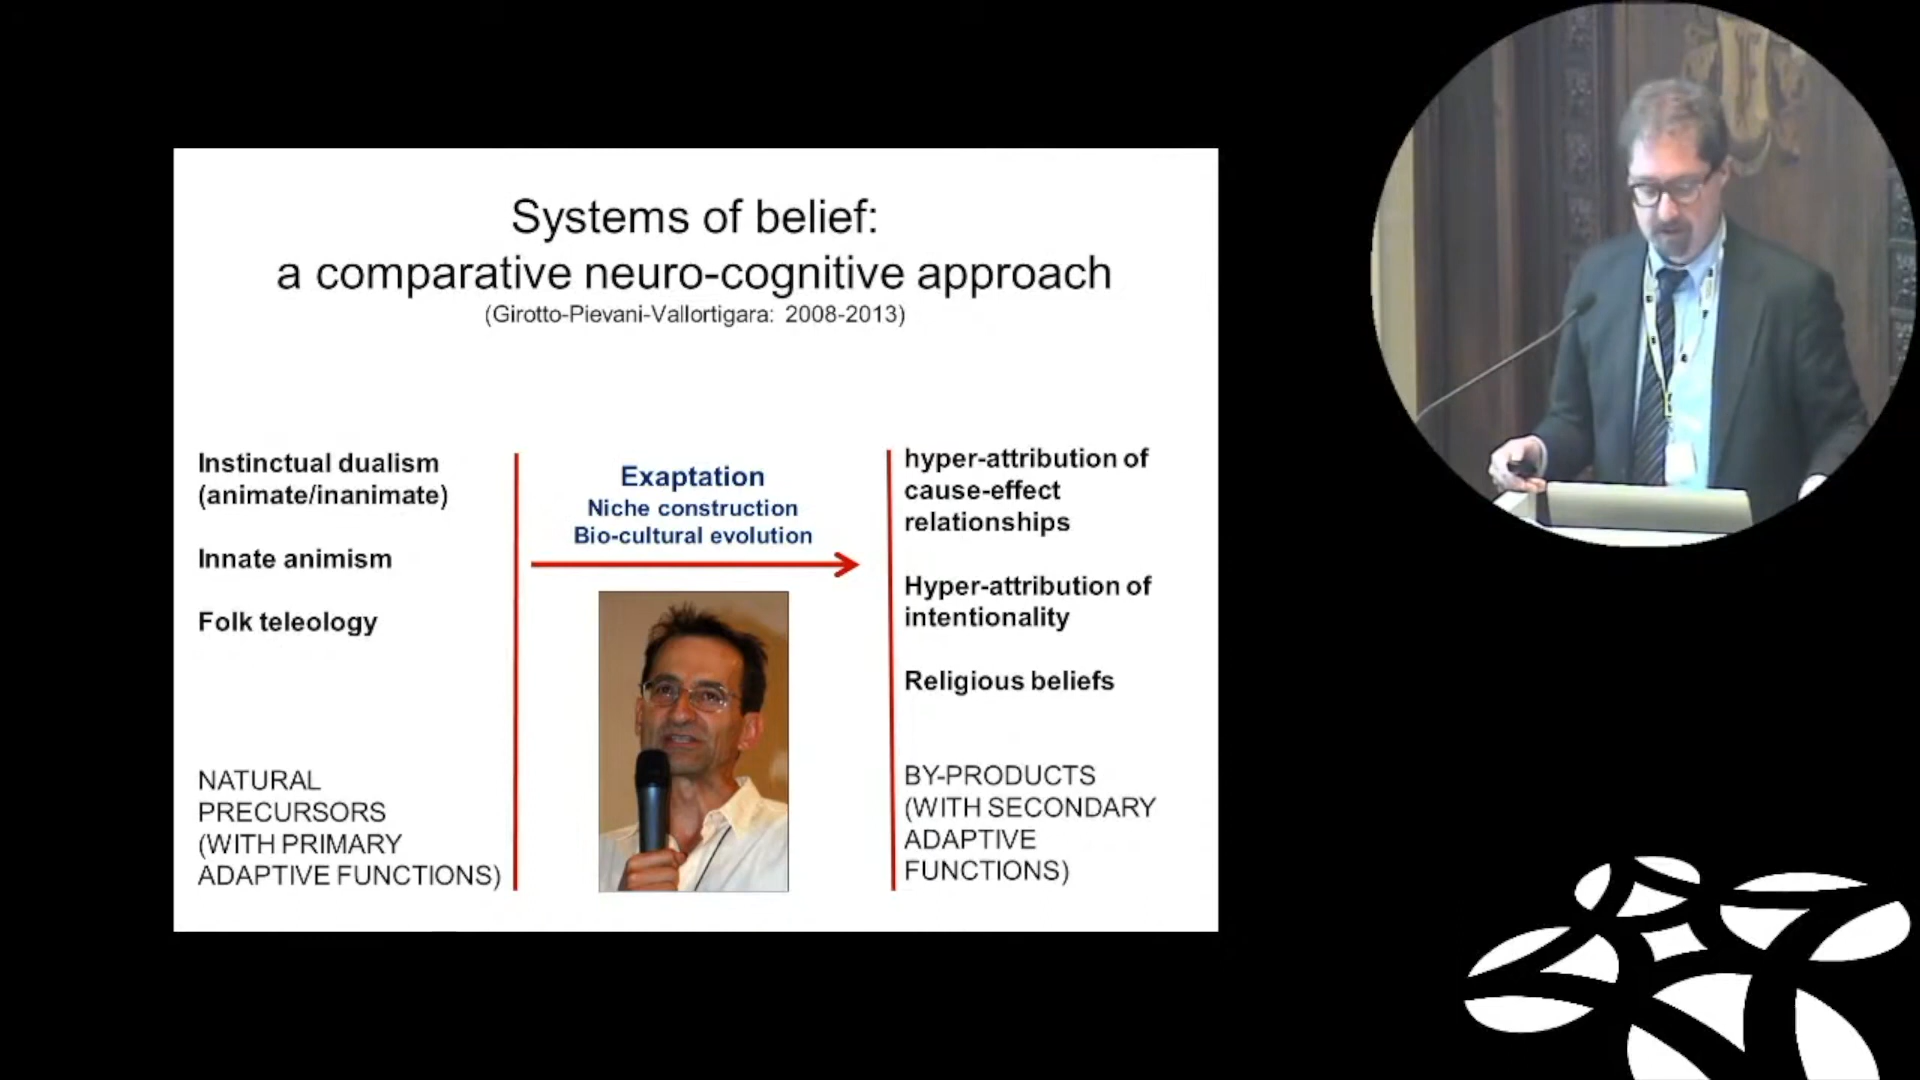 Systems of belief:
a comparative neuro-cognitive approach
(Girotto-Pievani-Vallortigara: 2008-2013)
Instinctual dualism
(animate/inanimate)
Innate animism
Folk teleology
NATURAL
PRECURSORS
(WITH PRIMARY
ADAPTIVE FUNCTIONS)
Exaptation
Niche construction
Bio-cultural evolution
hyper-attribution of
cause-effect
relationships
Hyper-attribution of
intentionality
Religious beliefs
BY-PRODUCTS
(WITH SECONDARY
ADAPTIVE
FUNCTIONS)